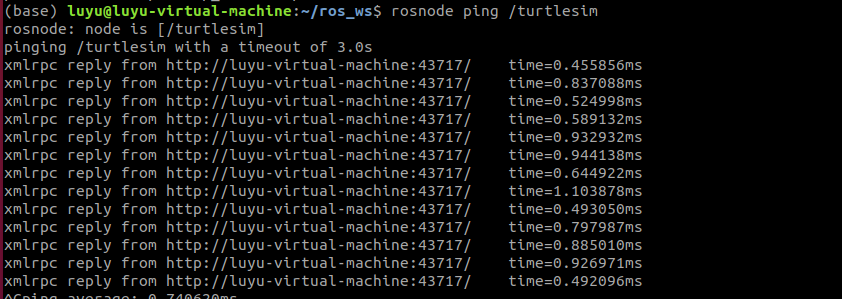 (base) luyu@luyu-virtual-machine:~/ros_ws$ rosnode ping /turtlesim
rosnode: node is [/turtlesim]
pinging /turtlesim with a timeout of 3.0s
xmlrpc reply from http://luyu-virtual-machine:43717/    time=0.455856ms
xmlrpc reply from http://luyu-virtual-machine:43717/    time=0.837088ms
xmlrpc reply from http://luyu-virtual-machine:43717/    time=0.524998ms
xmlrpc reply from http://luyu-virtual-machine:43717/    time=0.589132ms
xmlrpc reply from http://luyu-virtual-machine:43717/    time=0.932932ms
xmlrpc reply from http://luyu-virtual-machine:43717/    time=0.944138ms
xmlrpc reply from http://luyu-virtual-machine:43717/    time=0.644922ms
xmlrpc reply from http://luyu-virtual-machine:43717/    time=1.103878ms
xmlrpc reply from http://luyu-virtual-machine:43717/    time=0.493050ms
xmlrpc reply from http://luyu-virtual-machine:43717/    time=0.797987ms
xmlrpc reply from http://luyu-virtual-machine:43717/    time=0.885010ms
xmlrpc reply from http://luyu-virtual-machine:43717/    time=0.926971ms
xmlrpc reply from http://luyu-virtual-machine:43717/    time=0.492096ms
^Cping average: 0.740620ms